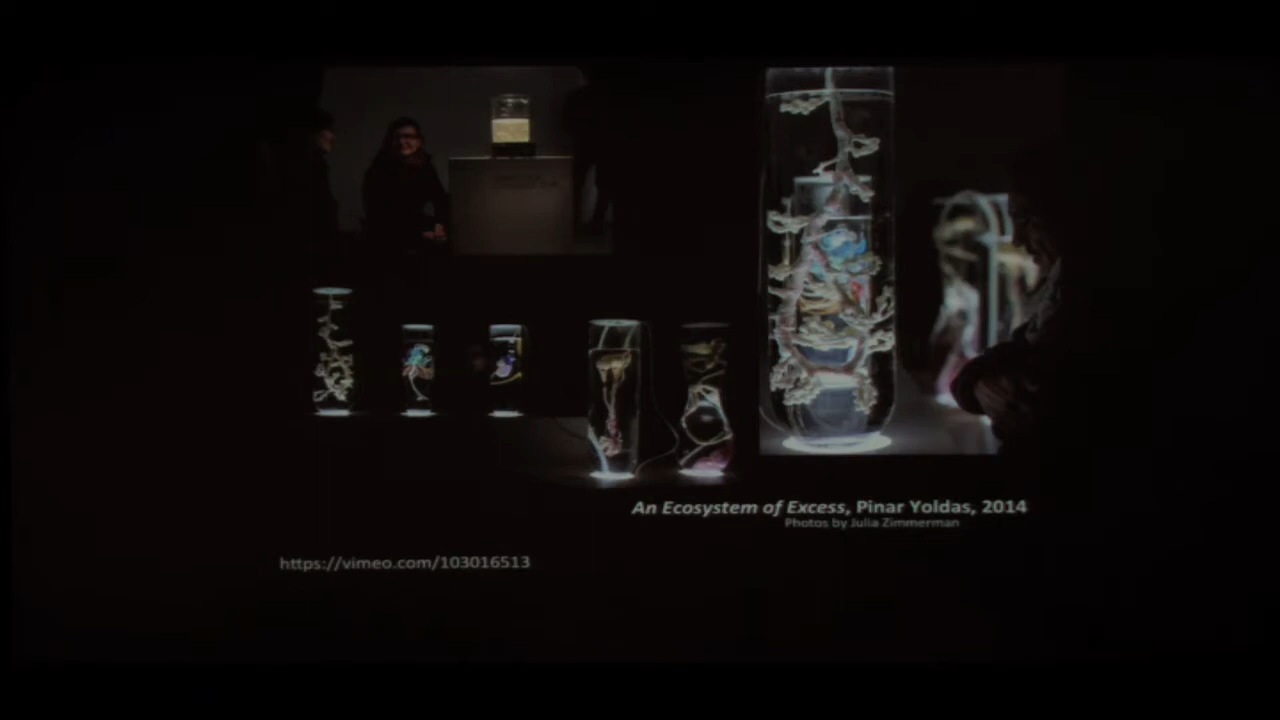 An Ecosystem of Excess, Pinar Yoldas, 2014
Photos by Julia Zimmerman
https://vimeo.com/103016513